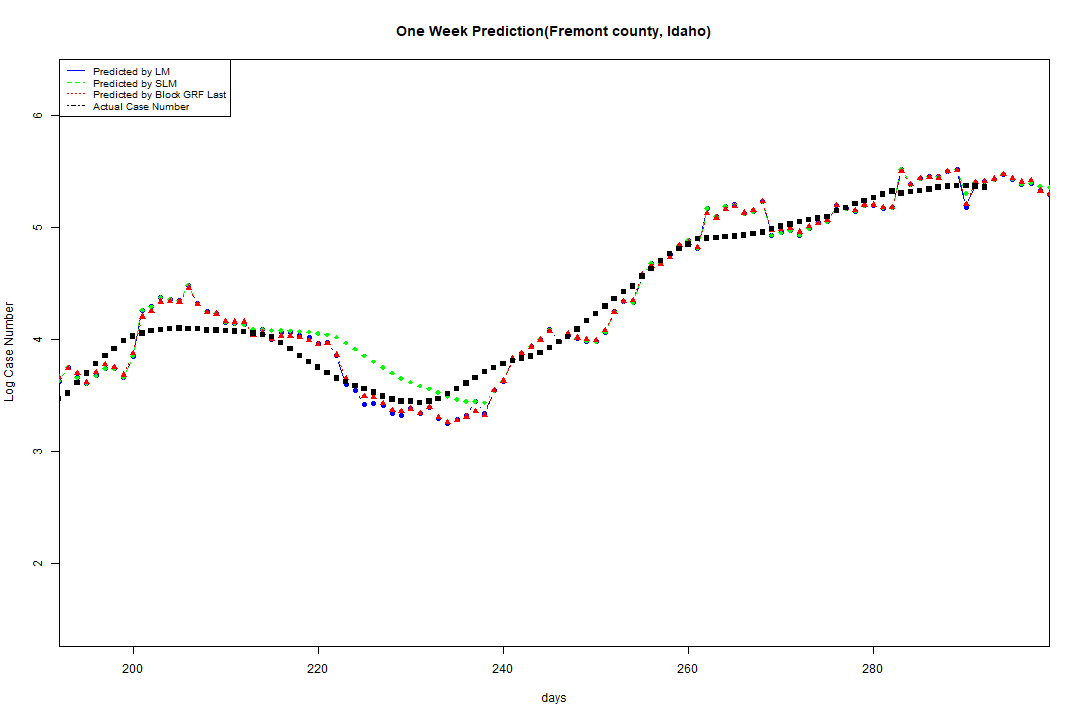 One Week Prediction(Fremont county, Idaho)
Predicted by LM
Predicted by SLM
Predicted by Block GRF Last
Actual Case Number
6
5
4
3
2
Log Case Number
200 220 240 260 280
days